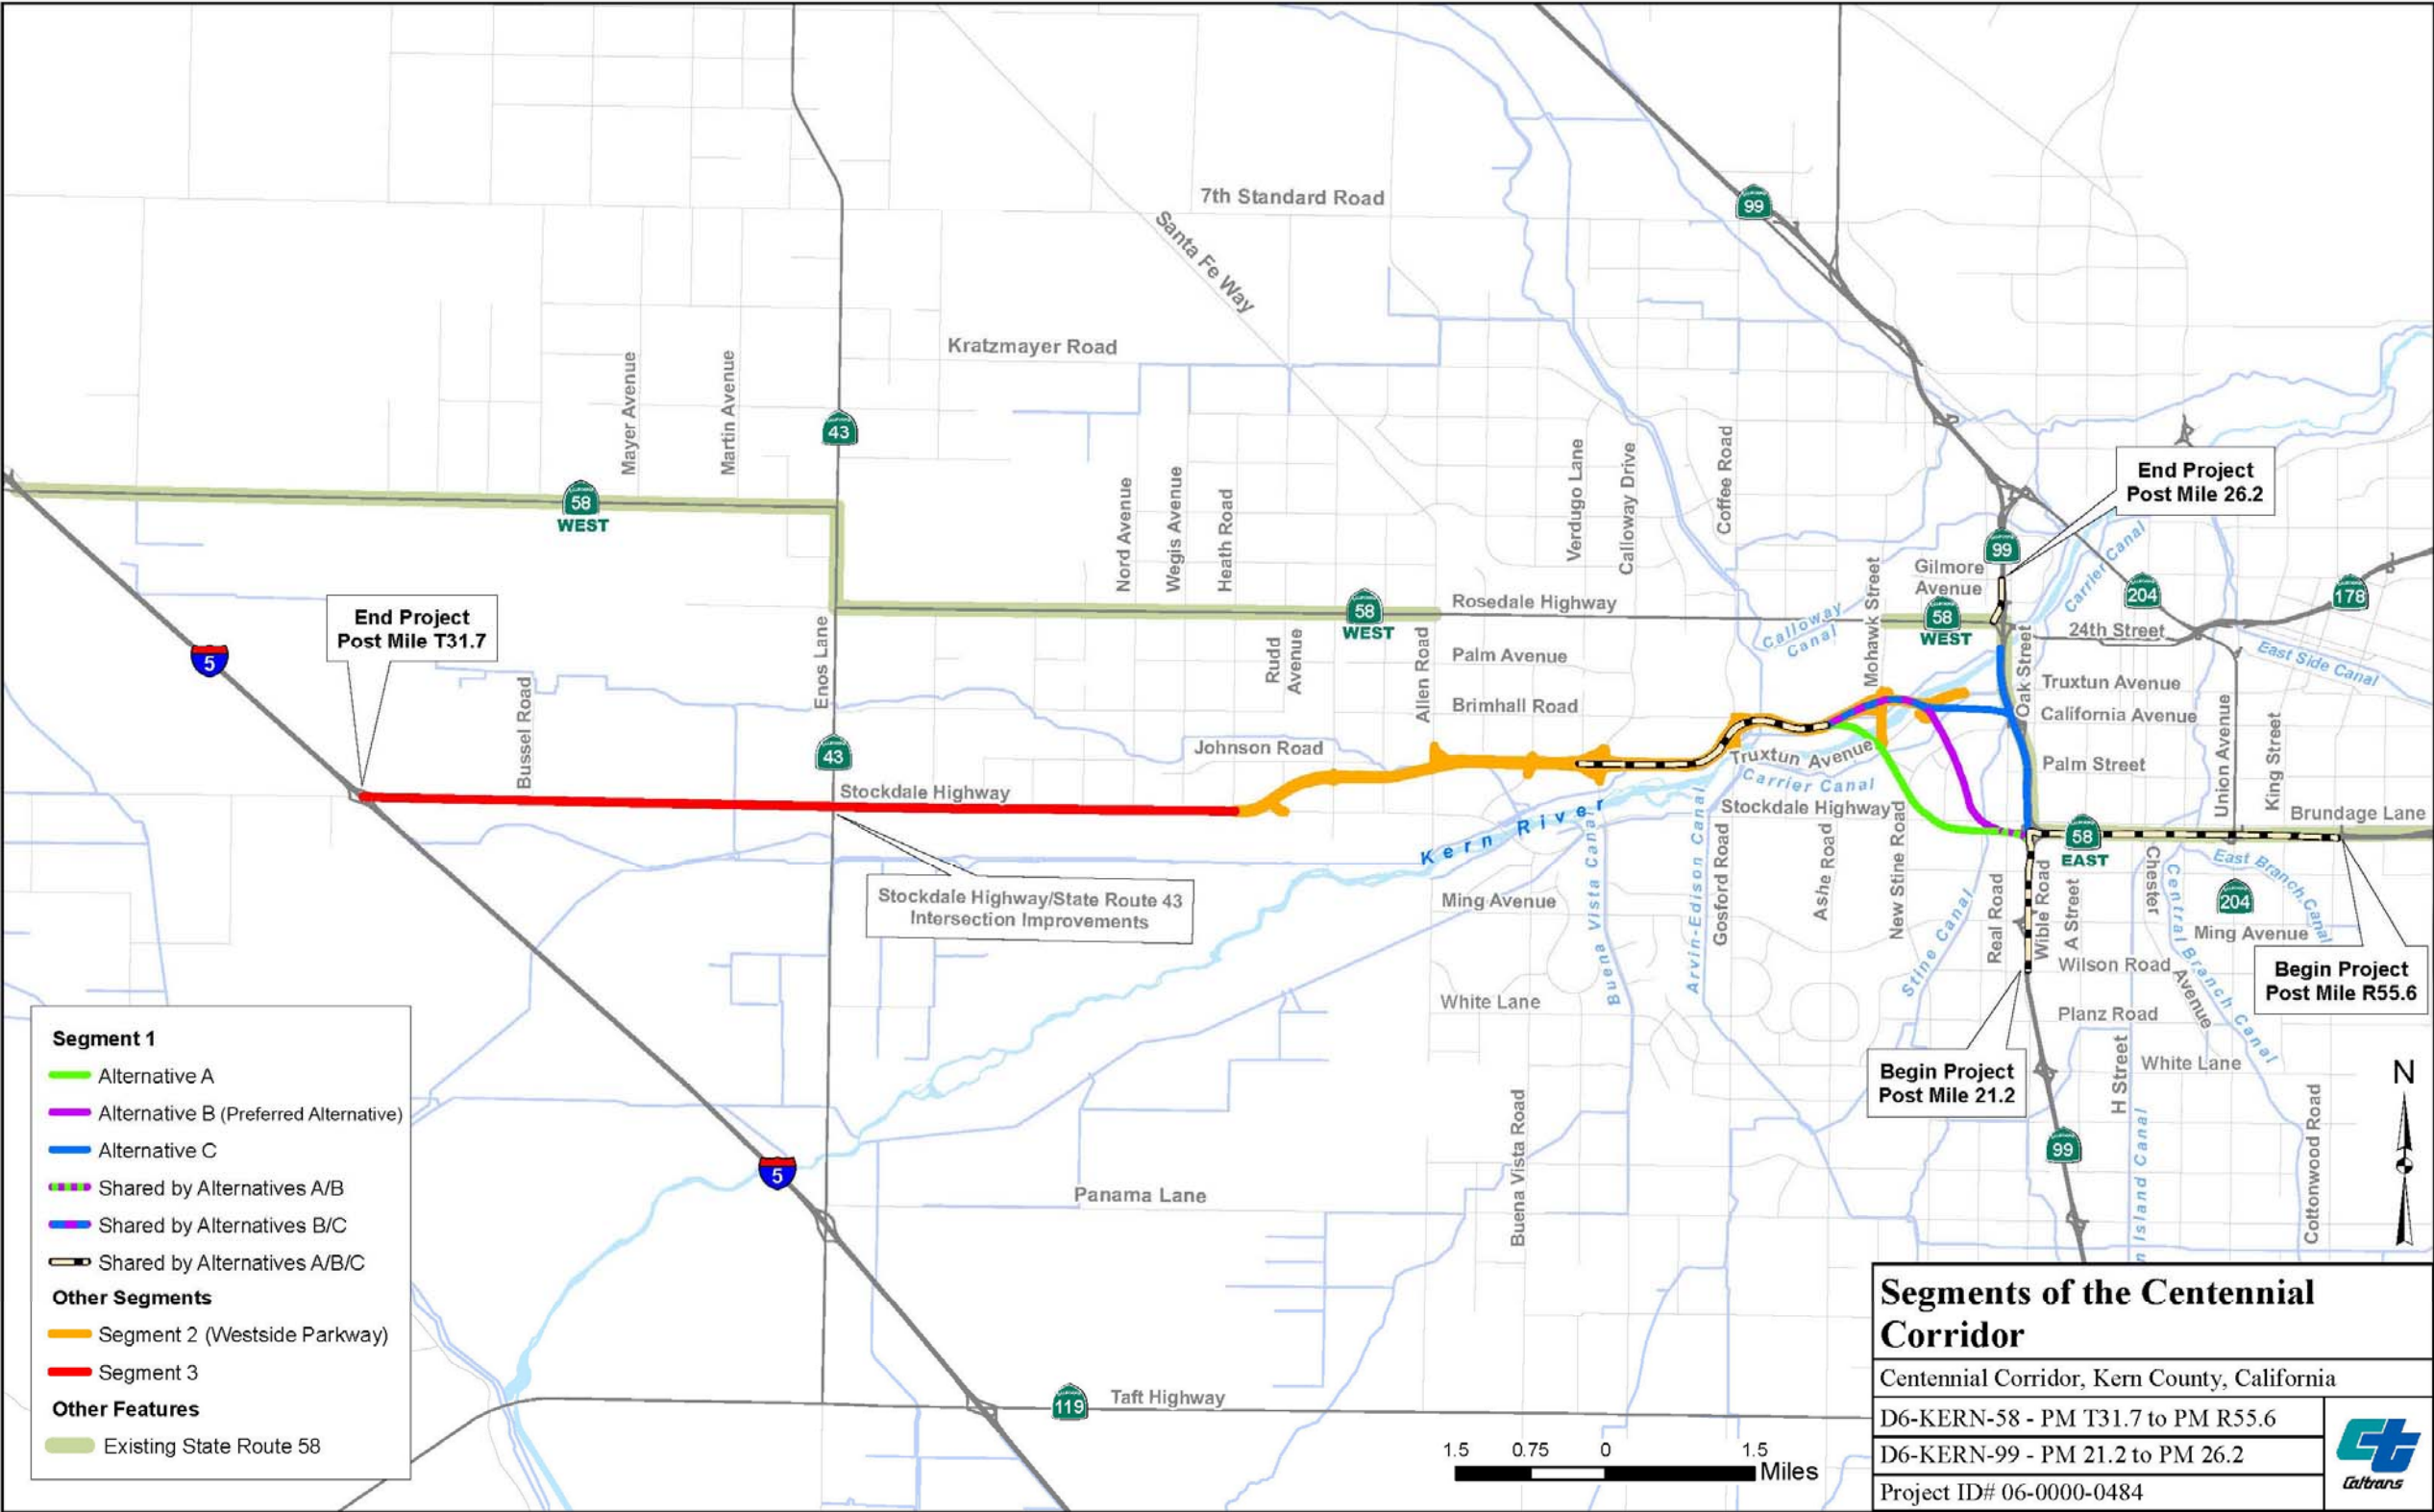 7th Standard Road
99
Santa Fe Way
Kratzmayer Road
Mayer Avenue
Martin Avenue
43
58
WEST
Nord Avenue
Wegis Avenue
Heath Road
Verdugo Lane
Calloway Drive
Coffee Road
End Project
Post Mile 26.2
99
Gilmore
Avenue
Carrier Canal
204
178
58
WEST
Rosedale Highway
Calloway
Canal
Mohawk Street
58
WEST
24th Street
East Side Canal
End Project
Post Mile T31.7
5
Enos Lane
Rudd
Avenue
Allen Road
Palm Avenue
Brimhall Road
Oak Street
Truxtun Avenue
California Avenue
Union Avenue
King Street
Bussel Road
43
Johnson Road
Truxtun Avenue
Palm Street
Stockdale Highway
Carrier Canal
Stockdale Highway
Brundage Lane
Kern River
58
EAST
Stockdale Highway/State Route 43
Intersection Improvements
Ming Avenue
Buena Vista Canal
Arvin-Edison Canal
Gosford Road
Ashe Road
New Stine Road
Stine Canal
Real Road
Wible Road
A Street
Chester
Avenue
Central Branch Canal
East Branch Canal
204
Ming Avenue
Wilson Road
Begin Project
Post Mile R55.6
White Lane
Planz Road
Begin Project
Post Mile 21.2
H Street
White Lane
N
Buena Vista Road
99
Island Canal
Cottonwood Road
5
Panama Lane
119
Taft Highway
Segment 1
Alternative A
Alternative B (Preferred Alternative)
Alternative C
Shared by Alternatives A/B
Shared by Alternatives B/C
Shared by Alternatives A/B/C
Other Segments
Segment 2 (Westside Parkway)
Segment 3
Other Features
Existing State Route 58
1.5 0.75 0 1.5
Miles
Segments of the Centennial
Corridor
Centennial Corridor, Kern County, California
D6-KERN-58 - PM T31.7 to PM R55.6
D6-KERN-99 - PM 21.2 to PM 26.2
Project ID# 06-0000-0484
Caltrans